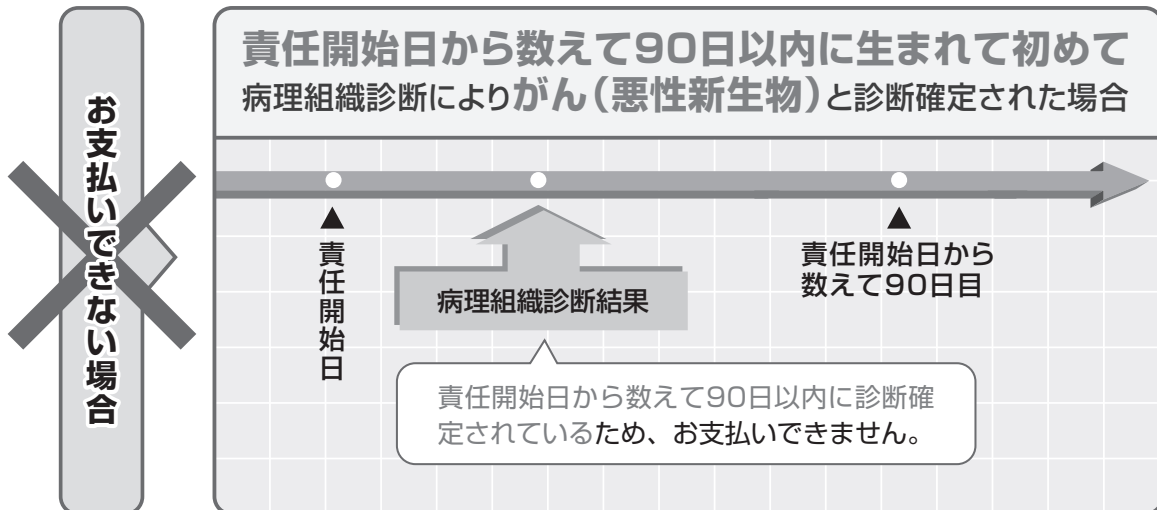 お支払いできない場合
責任開始日から数えて90日以内に生まれて初めて
病理組織診断によりがん（悪性新生物）と診断確定された場合
▲
責任開始日
病理組織診断結果
▲
責任開始日から
数えて90日目
責任開始日から数えて90日以内に診断確
定されているため、お支払いできません。